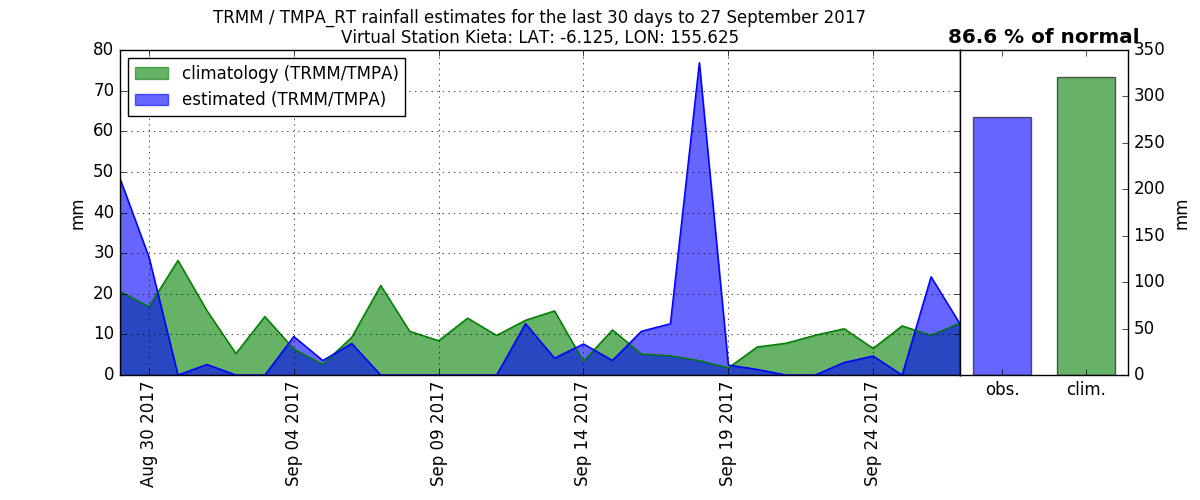 TRMM / TMPA_RT rainfall estimates for the last 30 days to 27 September 2017
Virtual Station Kieta: LAT: -6.125, LON: 155.625
86.6 % of normal
climatology (TRMM/TMPA)
estimated (TRMM/TMPA)
80
70
60
50
40
30
20
10
0
mm
350
300
250
200
150
100
50
0
mm
Aug 30 2017
Sep 04 2017
Sep 09 2017
Sep 14 2017
Sep 19 2017
Sep 24 2017
obs.
clim.